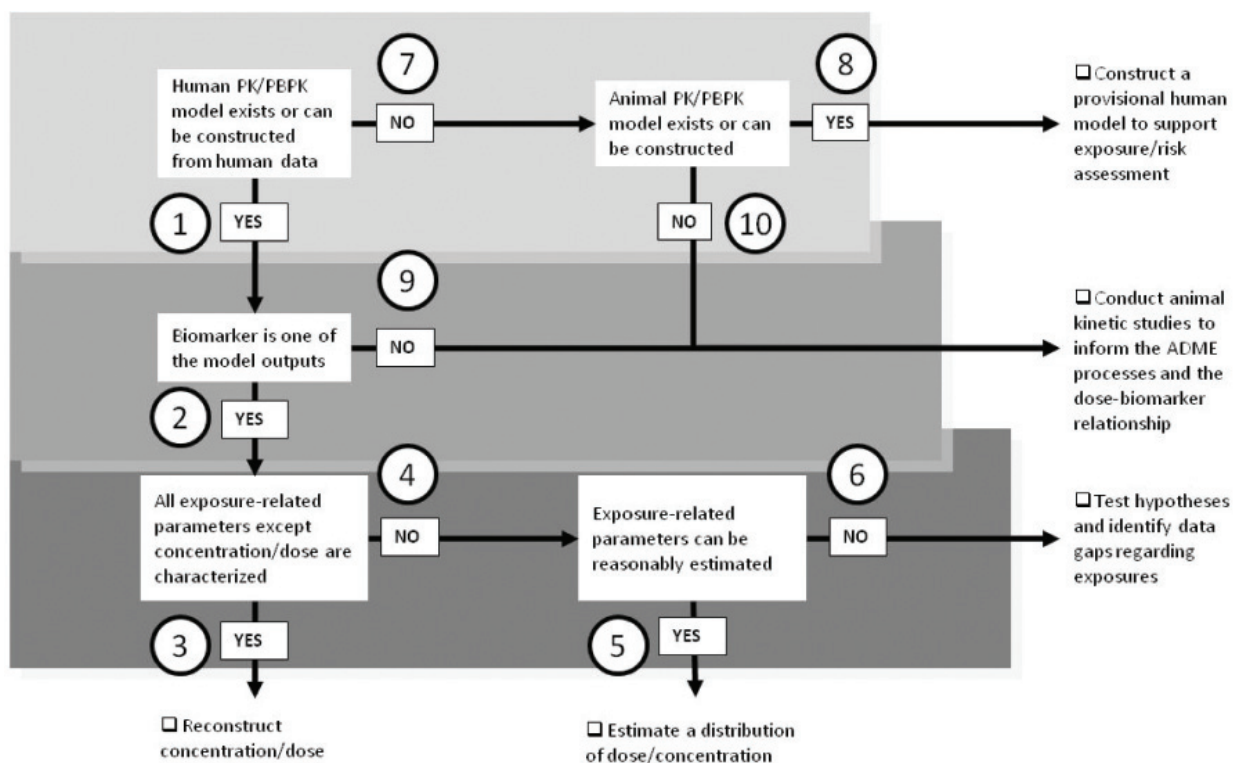 7
8
Human PK/PBPK
model exists or can
be constructed
from human data
NO
Animal PK/PBPK
model exists or can
be constructed
YES
❑ Construct a
provisional human
model to support
exposure/risk
assessment
1
YES
NO
10
9
Biomarker is one of
the model outputs
NO
❑ Conduct animal
kinetic studies to
inform the ADME
processes and the
dose-biomarker
relationship
2
YES
4
6
All exposure-related
parameters except
concentration/dose are
characterized
NO
Exposure-related
parameters can be
reasonably estimated
NO
❑ Test hypotheses
and identify data
gaps regarding
exposures
3
YES
5
YES
❑ Reconstruct
concentration/dose
❑ Estimate a distribution
of dose/concentration